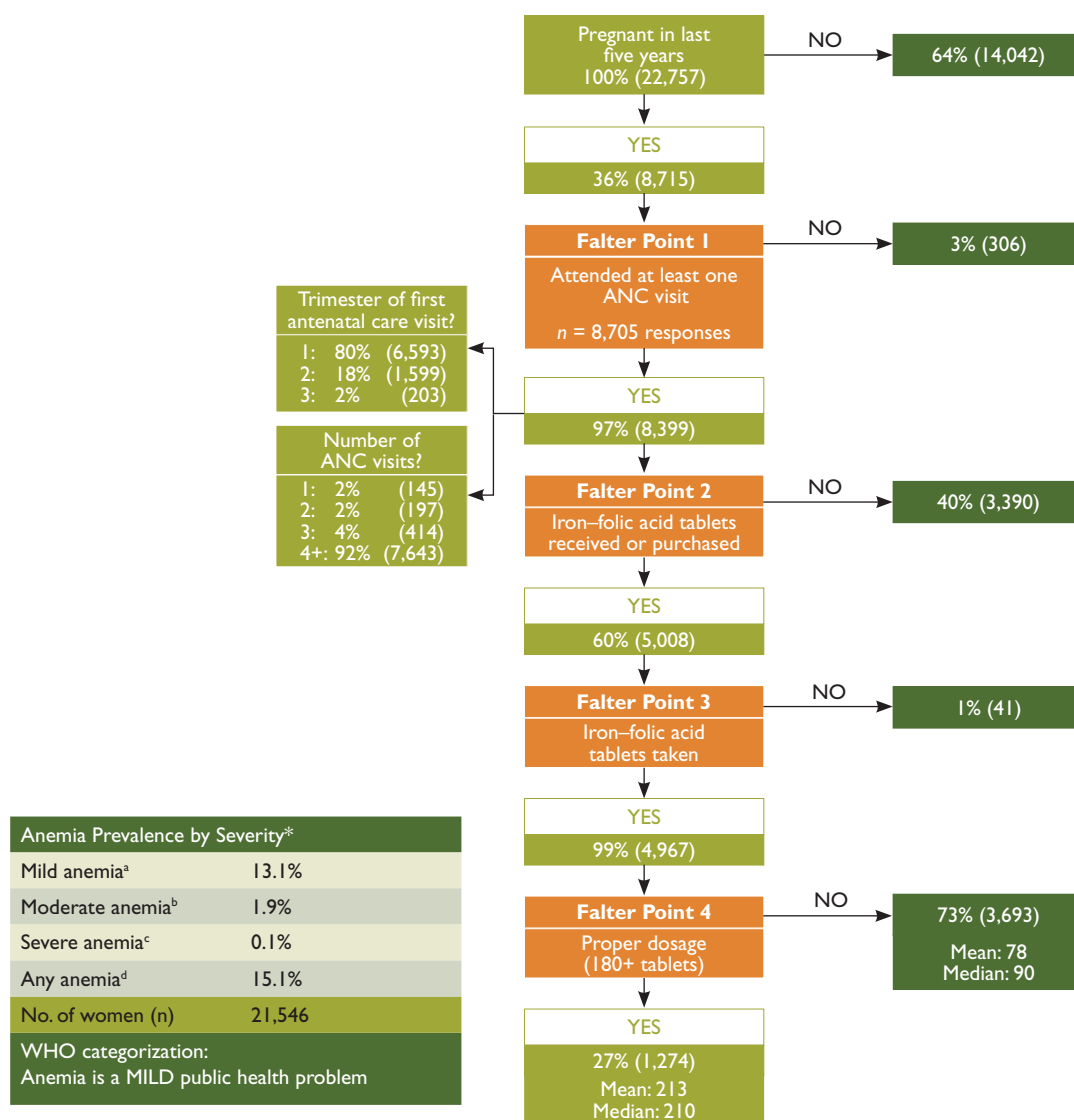 Pregnant in last
five years
100% (22,757)
NO
64% (14,042)
YES
36% (8,715)
Falter Point 1
Attended at least one
ANC visit
n = 8,705 responses
NO
3% (306)
Trimester of first
antenatal care visit?
1: 80% (6,593)
2: 18% (1,599)
3: 2% (203)
YES
97% (8,399)
Number of
ANC visits?
1: 2% (145)
2: 2% (197)
3: 4% (414)
4+: 92% (7,643)
Falter Point 2
Iron–folic acid tablets
received or purchased
NO
40% (3,390)
YES
60% (5,008)
Falter Point 3
Iron–folic acid
tablets taken
NO
1% (41)
YES
99% (4,967)
Falter Point 4
Proper dosage
(180+ tablets)
NO
73% (3,693)
Mean: 78
Median: 90
YES
27% (1,274)
Mean: 213
Median: 210
Anemia Prevalence by Severity*
Mild anemiaᵃ 13.1%
Moderate anemiaᵇ 1.9%
Severe anemiaᶜ 0.1%
Any anemiaᵈ 15.1%
No. of women (n) 21,546
WHO categorization:
Anemia is a MILD public health problem